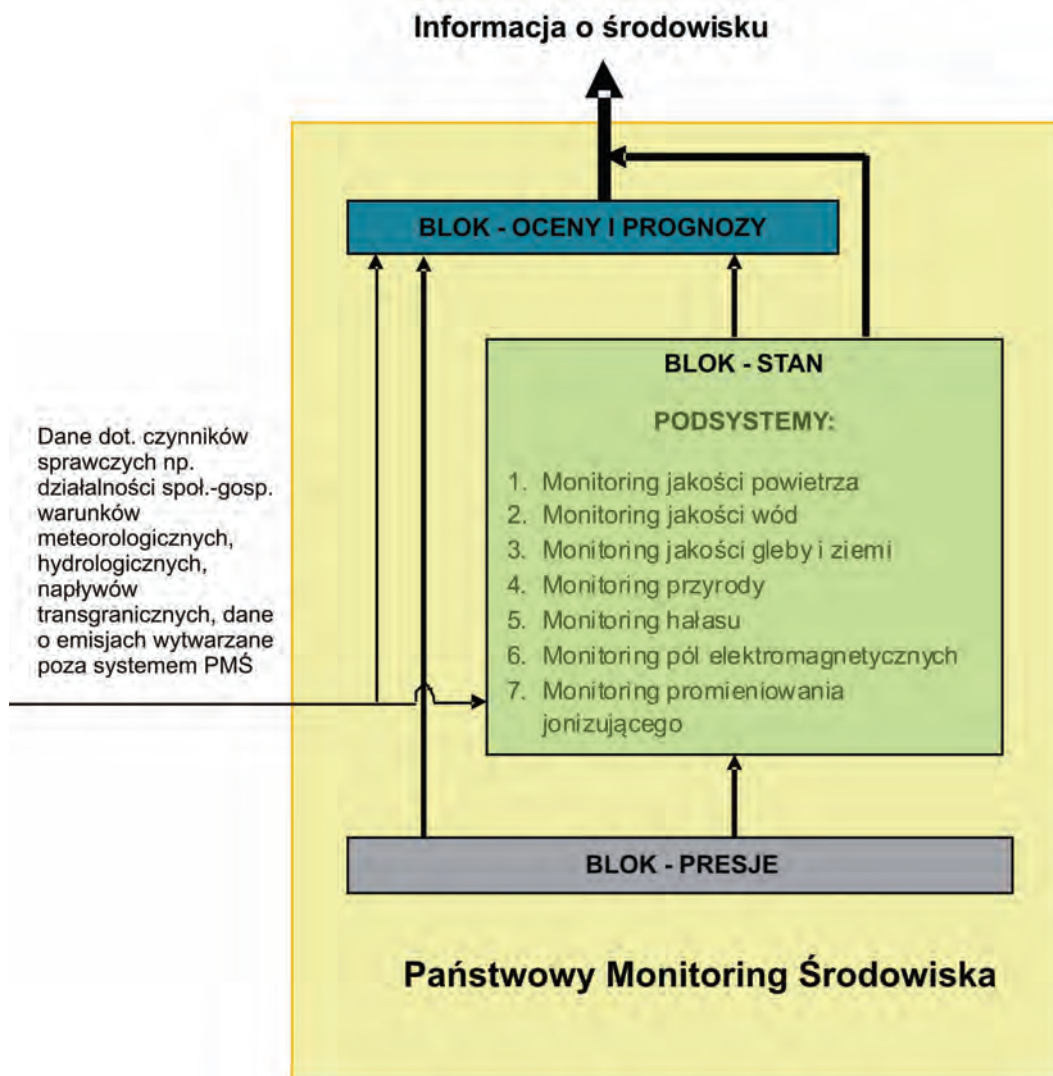 Informacja o środowisku
BLOK - OCENY I PROGNOZY
BLOK - STAN
PODSYSTEMY:
1. Monitoring jakości powietrza
2. Monitoring jakości wód
3. Monitoring jakości gleby i ziemi
4. Monitoring przyrody
5. Monitoring hałasu
6. Monitoring pól elektromagnetycznych
7. Monitoring promieniowania
jonizującego
Dane dot. czynników
sprawczych np.
działalności społ.-gosp.
warunków
meteorologicznych,
hydrologicznych,
napływów
transgranicznych, dane
o emisjach wytwarzane
poza systemem PMŚ
BLOK - PRESJE
Państwowy Monitoring Środowiska